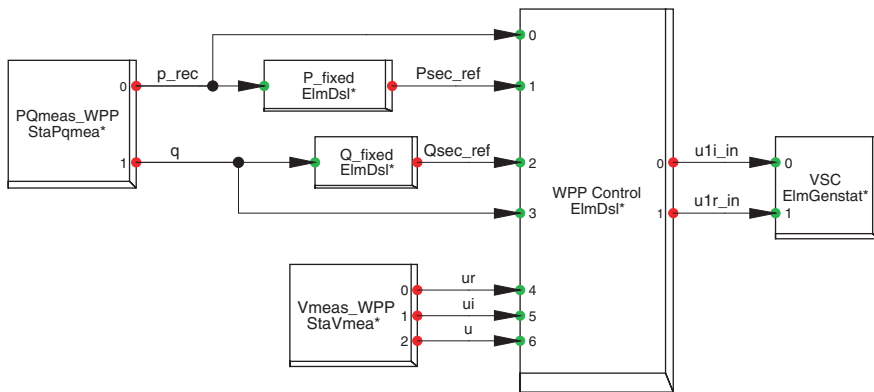 0
p_rec
P_fixed
ElmDsl*
Psec_ref
1
PQmeas_WPP
StaPqmea*
0
1
q
Q_fixed
ElmDsl*
Qsec_ref
2
3
WPP Control
ElmDsl*
0
1
u1i_in
u1r_in
0
1
VSC
ElmGenstat*
Vmeas_WPP
StaVmea*
0
1
2
ur
ui
u
4
5
6